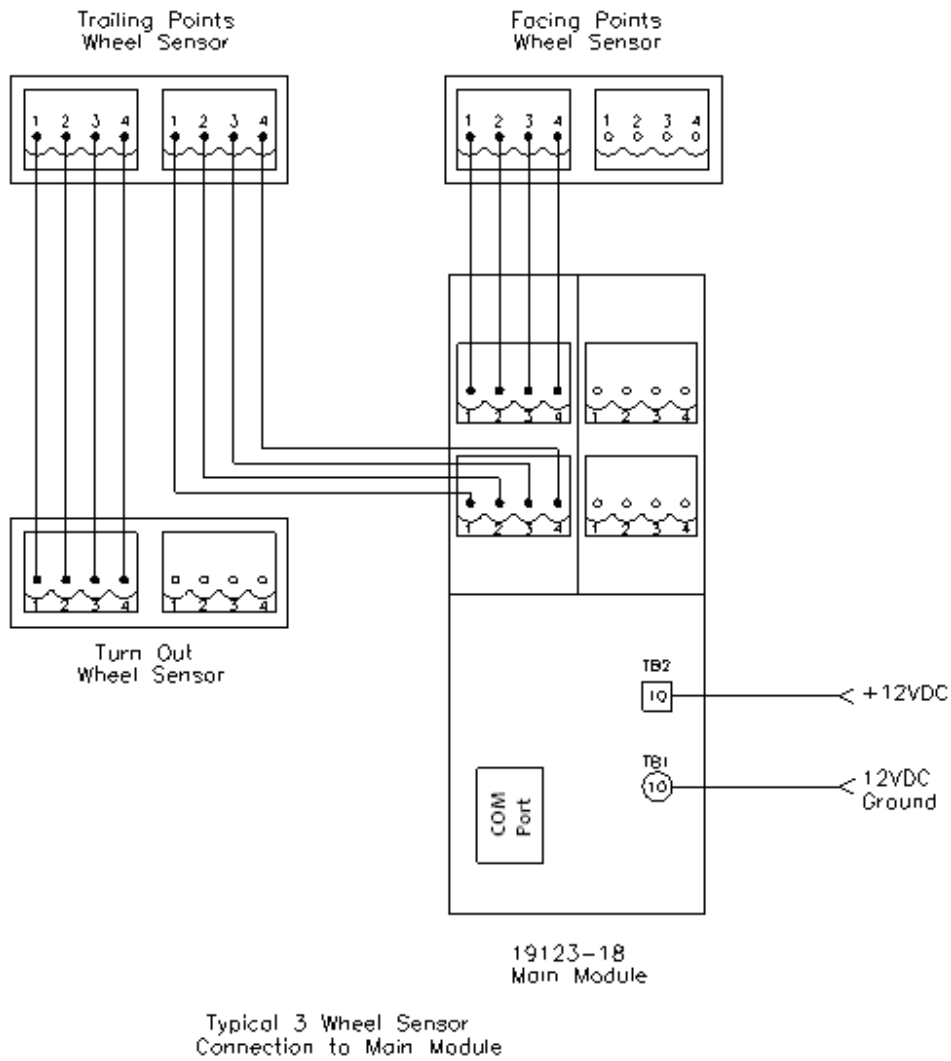 Trailing Points
Wheel Sensor
Facing Points
Wheel Sensor
1 2 3 4
1 2 3 4
1 2 3 4
1 2 3 4
1 2 3 4
1 2 3 4
1 2 3 4
1 2 3 4
1 2 3 4
1 2 3 4
Turn Out
Wheel Sensor
TB2
10
+12VDC
TB1
10
12VDC
Ground
COM
Port
19123-18
Main Module
Typical 3 Wheel Sensor
Connection to Main Module